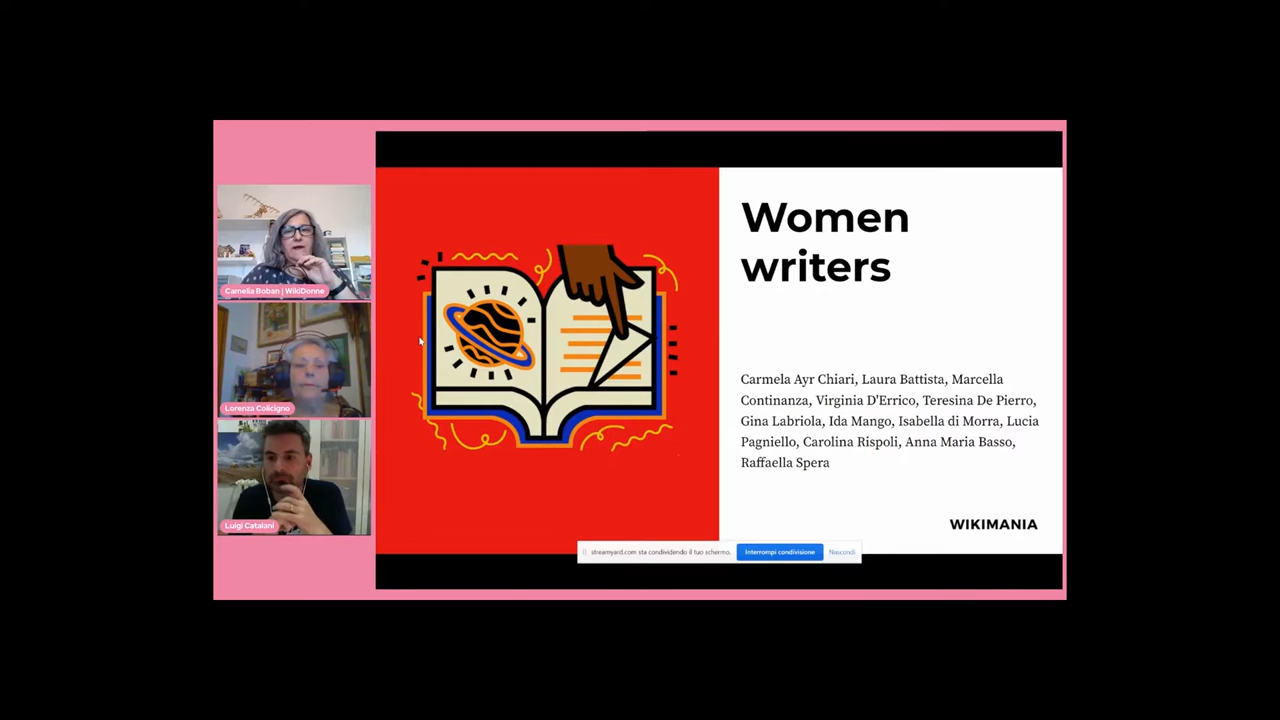 Camelia Boban | WikiDonne
Lorenza Colicigno
Luigi Catalani
Women
writers
Carmela Ayr Chiari, Laura Battista, Marcella
Continanza, Virginia D'Errico, Teresina De Pierro,
Gina Labriola, Ida Mango, Isabella di Morra, Lucia
Pagniello, Carolina Rispoli, Anna Maria Basso,
Raffaella Spera
WIKIMANIA
streamyard.com sta condividendo il tuo schermo.
Interrompi condivisione
Nascondi